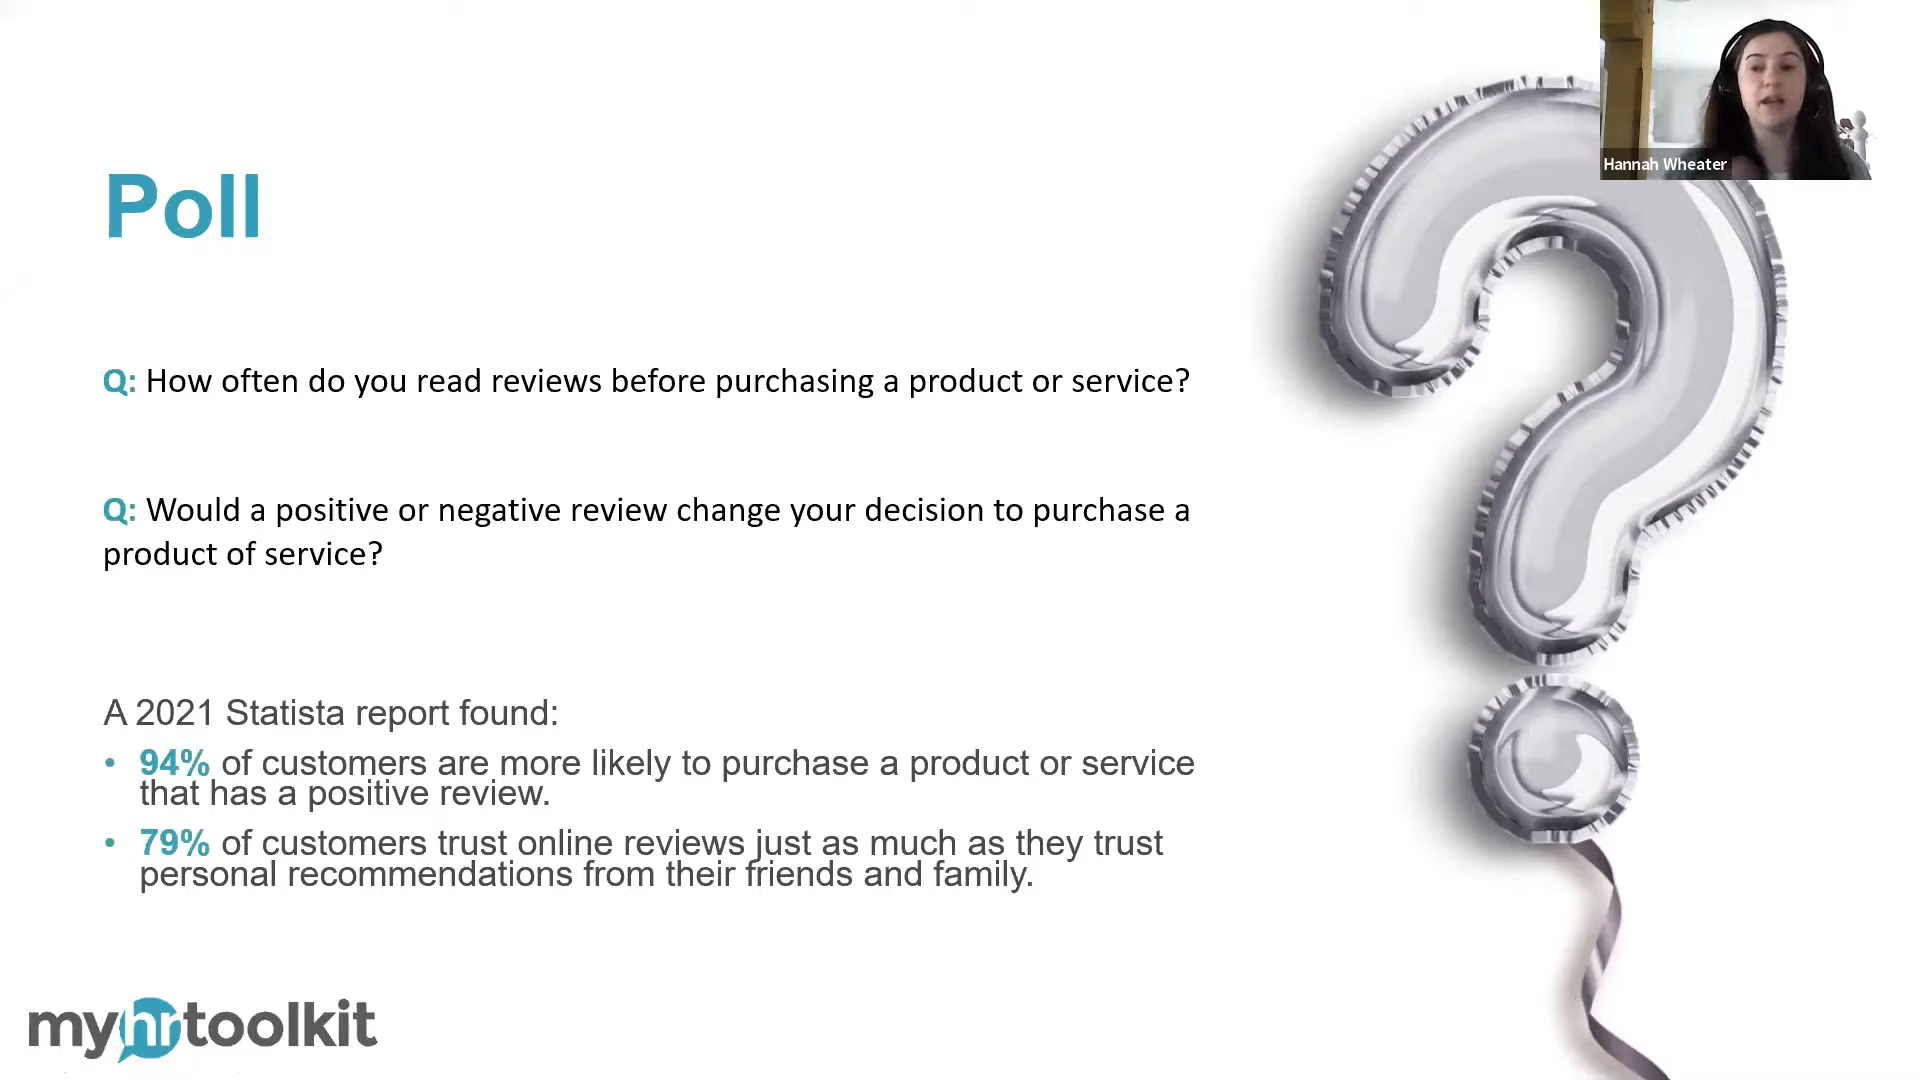 Hannah Wheater
Poll
Q: How often do you read reviews before purchasing a product or service?
Q: Would a positive or negative review change your decision to purchase a
product of service?
A 2021 Statista report found:
• 94% of customers are more likely to purchase a product or service
that has a positive review.
• 79% of customers trust online reviews just as much as they trust
personal recommendations from their friends and family.
myhrtoolkit